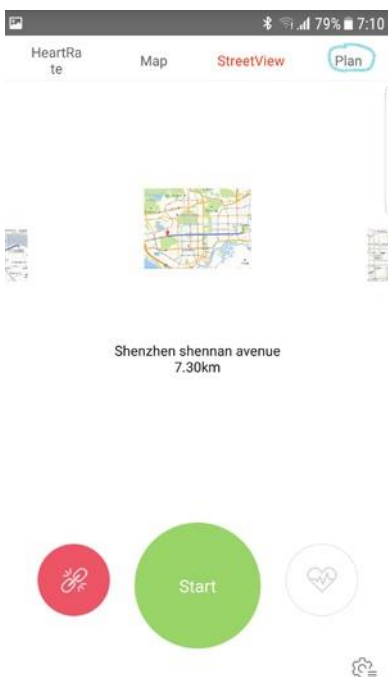 79% 7:10
HeartRa
te
Map
StreetView
Plan
Shenzhen shennan avenue
7.30km
Start